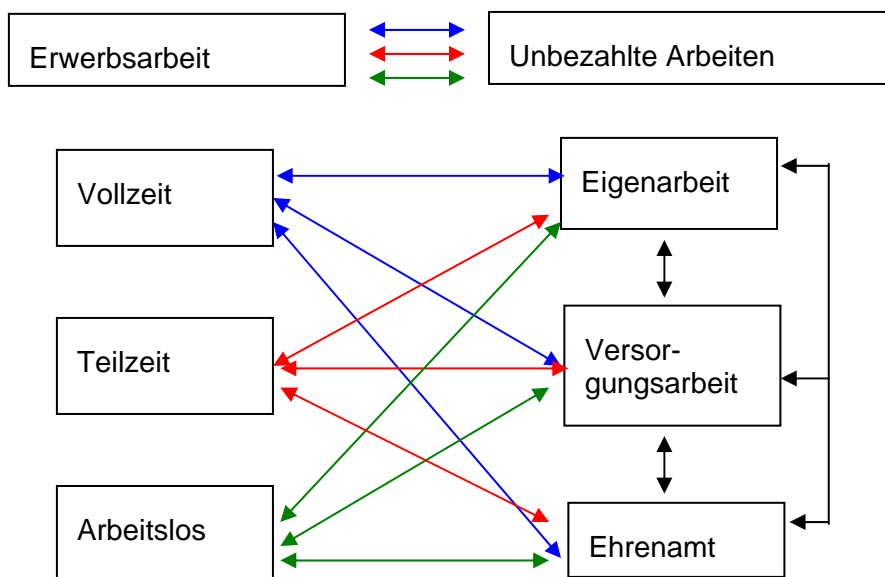 Erwerbsarbeit
Unbezahlte Arbeiten
Vollzeit
Eigenarbeit
Teilzeit
Versor-
gungsarbeit
Arbeitslos
Ehrenamt